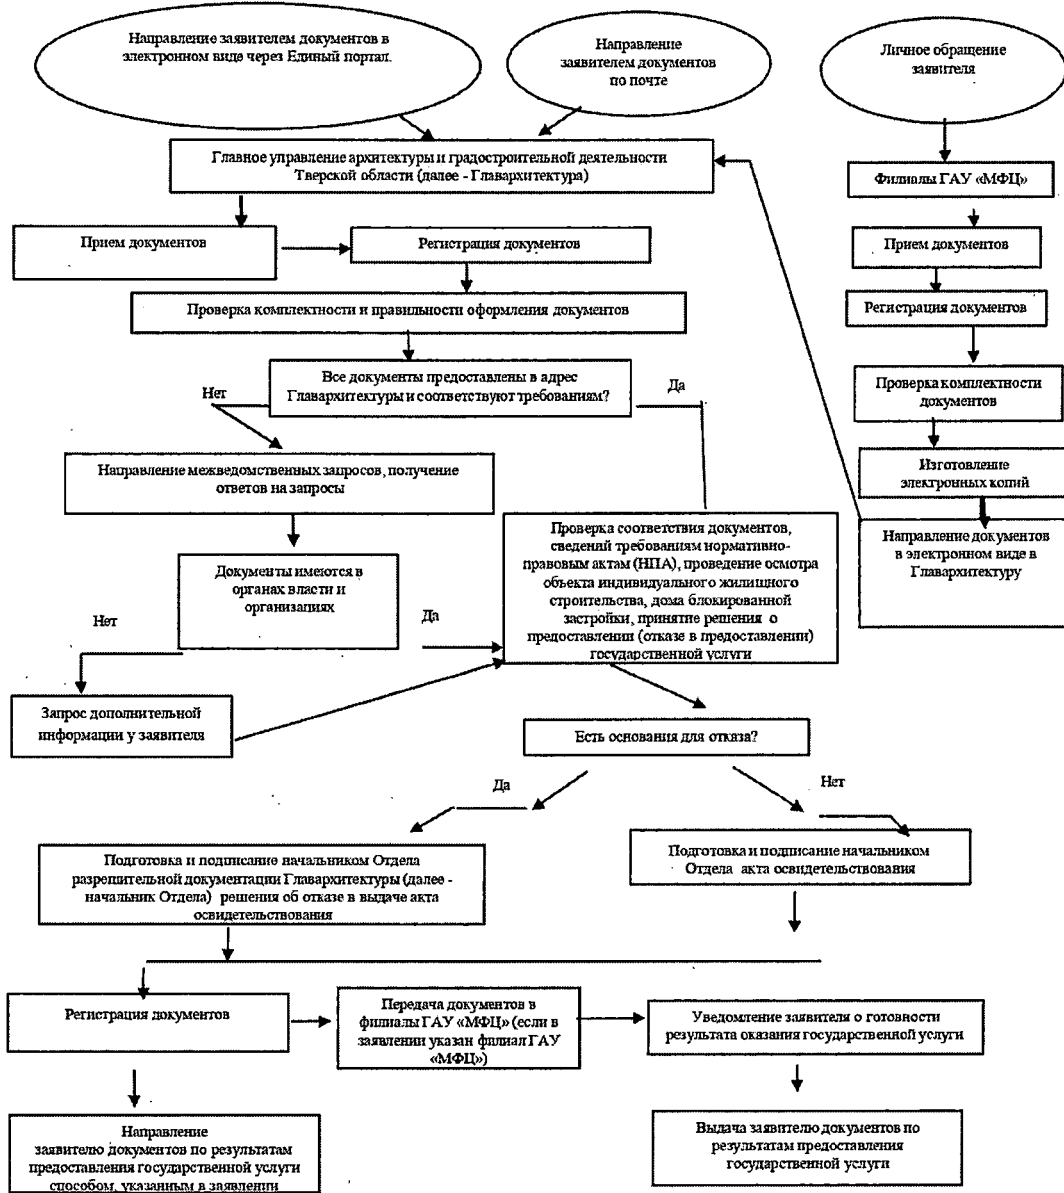 Направление заявителем документов в
электронном виде через Единый портал.
Направление
заявителем документов
по почте
Личное обращение
заявителя
Главное управление архитектуры и градостроительной деятельности
Тверской области (далее - Главархитектура)
Филиалы ГАУ «МФЦ»
Прием документов
Регистрация документов
Прием документов
Проверка комплектности и правильности оформления документов
Регистрация документов
Все документы предоставлены в адрес
Главархитектуры и соответствуют требованиям?
Нет
Да
Проверка комплектности
документов
Направление межведомственных запросов, получение
ответов на запросы
Изготовление
электронных копий
Проверка соответствия документов,
сведений требованиям нормативно-
правовым актам (НПА), проведение осмотра
объекта индивидуального жилищного
строительства, дома блокированной
застройки, принятие решения о
предоставлении (отказе в предоставлении)
государственной услуги
Направление документов
в электронном виде в
Главархитектуру
Документы имеются в
органах власти и
организациях
Нет
Да
Запрос дополнительной
информации у заявителя
Есть основания для отказа?
Да
Нет
Подготовка и подписание начальником Отдела
разрешительной документации Главархитектуры (далее -
начальник Отдела) решения об отказе в выдаче акта
освидетельствования
Подготовка и подписание начальником
Отдела акта освидетельствования
Регистрация документов
Передача документов в
филиалы ГАУ «МФЦ» (если в
заявлении указан филиал ГАУ
«МФЦ»)
Уведомление заявителя о готовности
результата оказания государственной услуги
Направление
заявителю документов по результатам
предоставления государственной услуги
способом, указанным в заявлении
Выдача заявителю документов по
результатам предоставления
государственной услуги